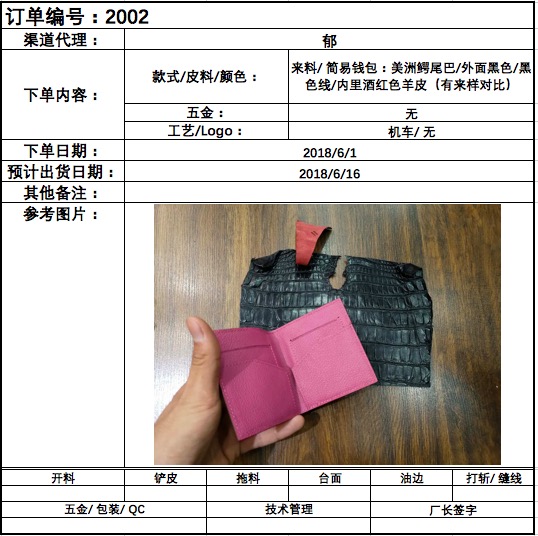 订单编号：2002
渠道代理：
郁
下单内容：
款式/皮料/颜色：
来料/ 简易钱包：美洲鳄尾巴/外面黑色/黑
色线/内里酒红色羊皮（有来样对比）
五金：
无
工艺/Logo：
机车/ 无
下单日期：
2018/6/1
预计出货日期：
2018/6/16
其他备注：
参考图片：
开料
铲皮
拖料
台面
油边
打斩/ 缝线
五金/ 包装/ QC
技术管理
厂长签字